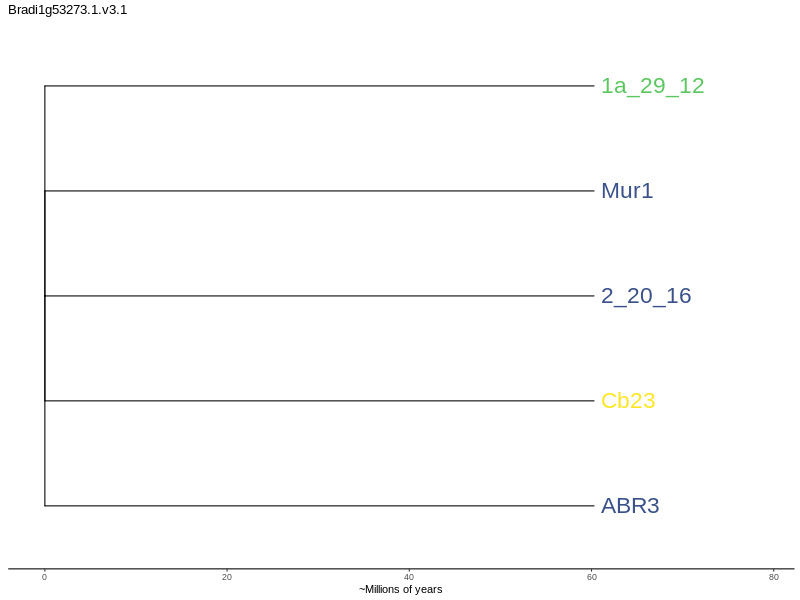 Bradi1g53273.1.v3.1
1a_29_12
Mur1
2_20_16
Cb23
ABR3
0 20 40 60 80
~Millions of years